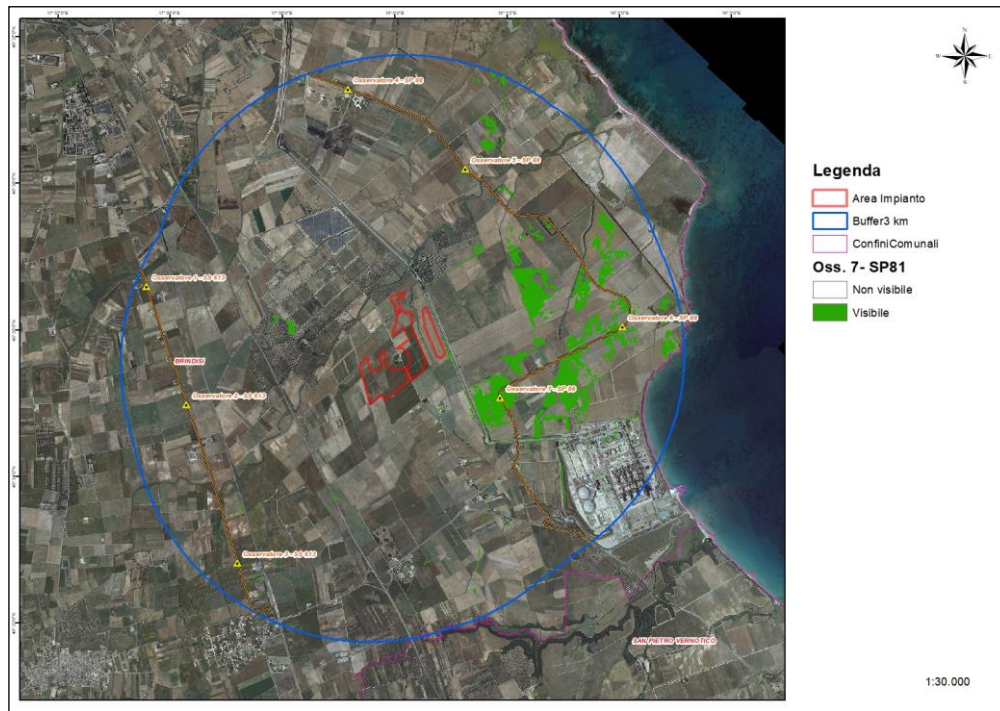 N
W
E
S
Osservatore 4 - SP 88
Osservatore 5 - SP 88
Osservatore 1 - SS 613
Osservatore 6 - SP 88
BRINDISI
Osservatore 7 - SP 88
Osservatore 2 - SS 613
Osservatore 3 - SS 613
SAN PIETRO VERNOTICO
Legenda
Area Impianto
Buffer3 km
ConfiniComunali
Oss. 7- SP81
Non visibile
Visibile
1:30.000